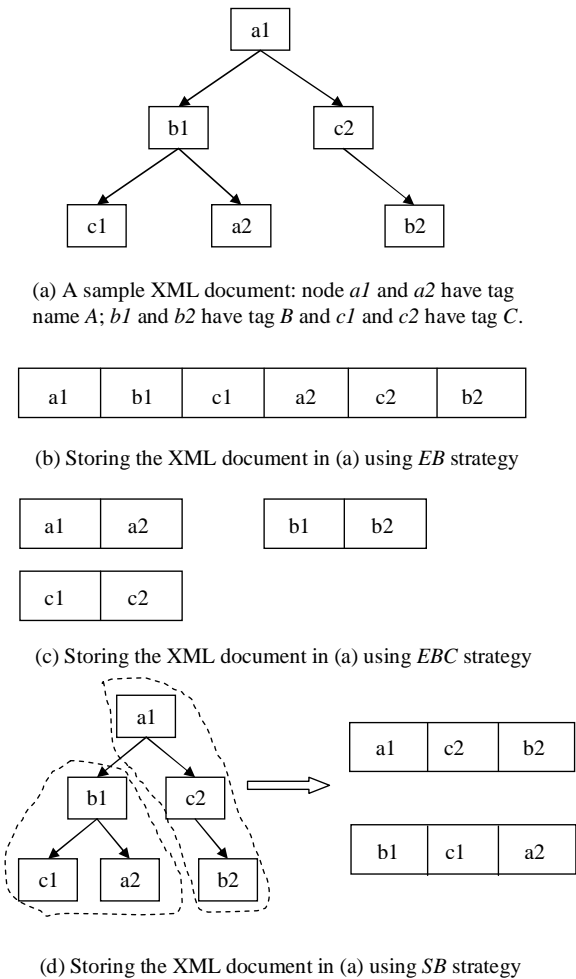 a1
b1 c2
c1 a2 b2
(a) A sample XML document: node a1 and a2 have tag
name A; b1 and b2 have tag B and c1 and c2 have tag C.
a1 b1 c1 a2 c2 b2
(b) Storing the XML document in (a) using EB strategy
a1 a2 b1 b2
c1 c2
(c) Storing the XML document in (a) using EBC strategy
a1
b1 c2
c1 a2 b2
a1 c2 b2
b1 c1 a2
(d) Storing the XML document in (a) using SB strategy